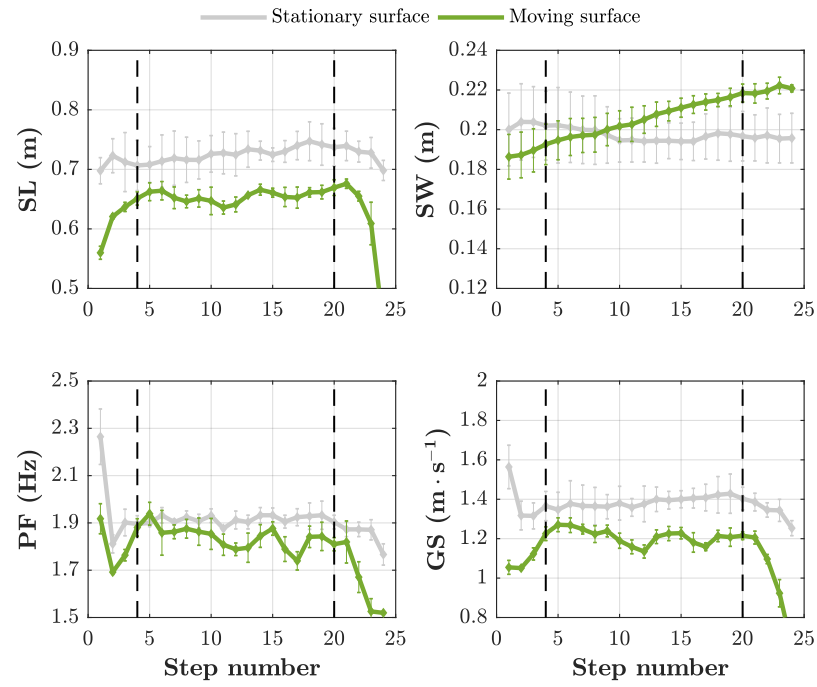 Stationary surface Moving surface
0.9
0.8
0.7
0.6
0.5
SL (m)
0 5 10 15 20 25
0.24
0.22
0.2
0.18
0.16
0.14
0.12
SW (m)
0 5 10 15 20 25
2.5
2.3
2.1
1.9
1.7
1.5
PF (Hz)
0 5 10 15 20 25
Step number
2
1.8
1.6
1.4
1.2
1
0.8
GS (m · s⁻¹)
0 5 10 15 20 25
Step number